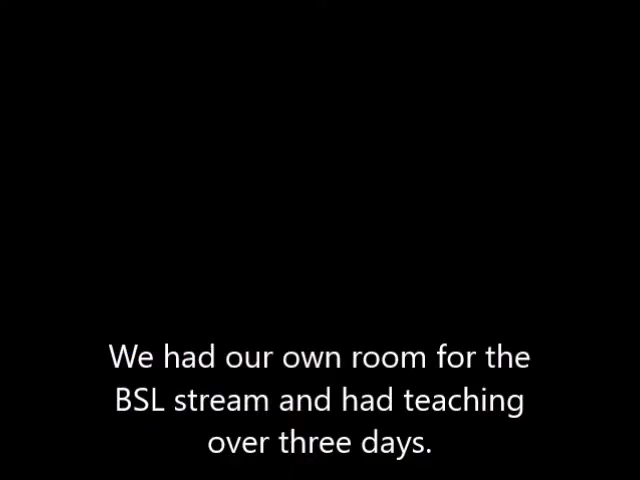 We had our own room for the
BSL stream and had teaching
over three days.